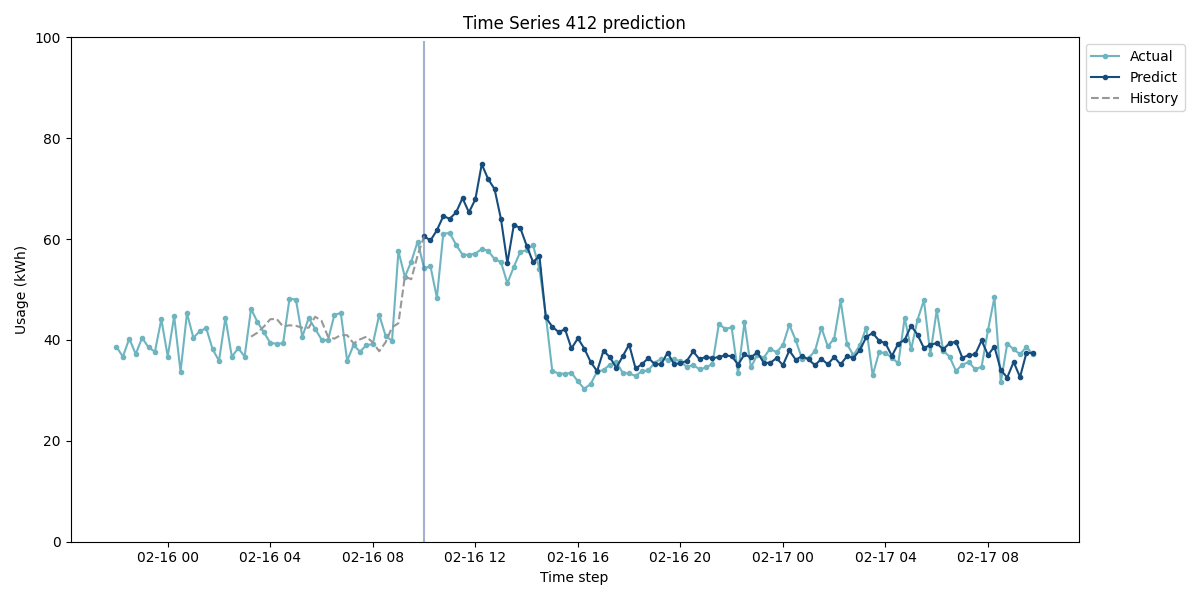 Time Series 412 prediction
100
80
60
40
20
0
Usage (kWh)
02-16 00
02-16 04
02-16 08
02-16 12
02-16 16
02-16 20
02-17 00
02-17 04
02-17 08
Time step
Actual
Predict
History